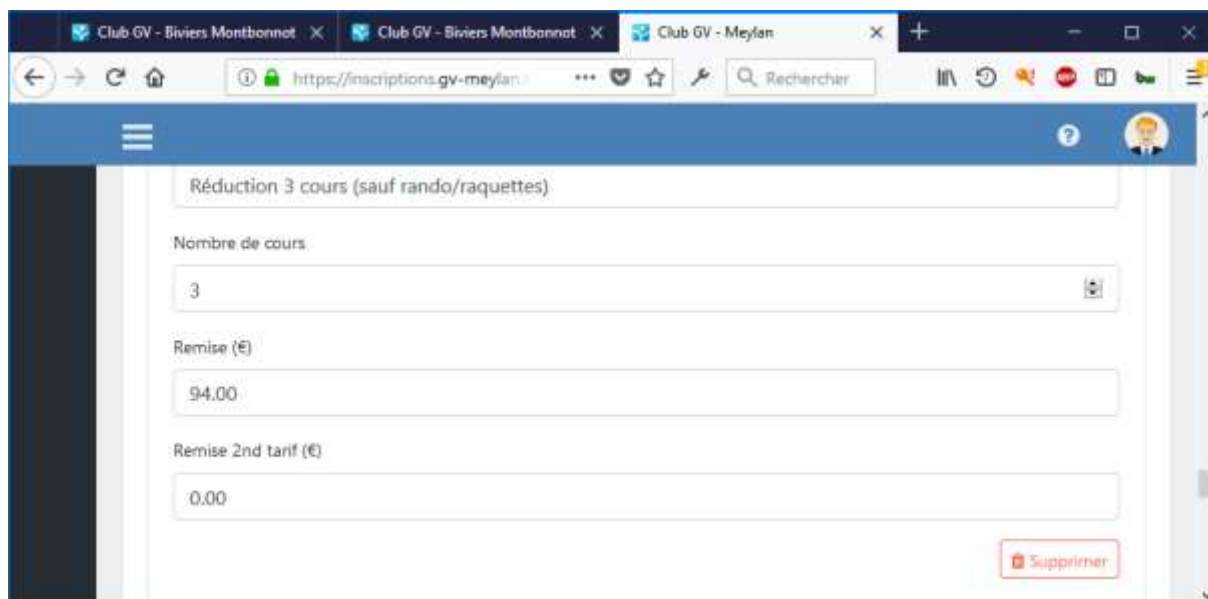 Club GV - Biviers Montbonnot
Club GV - Biviers Montbonnot
Club GV - Meylan
https://inscriptions.gv-meylan
Rechercher
Réduction 3 cours (sauf rando/raquettes)
Nombre de cours
3
Remise (€)
94.00
Remise 2nd tarif (€)
0.00
Supprimer